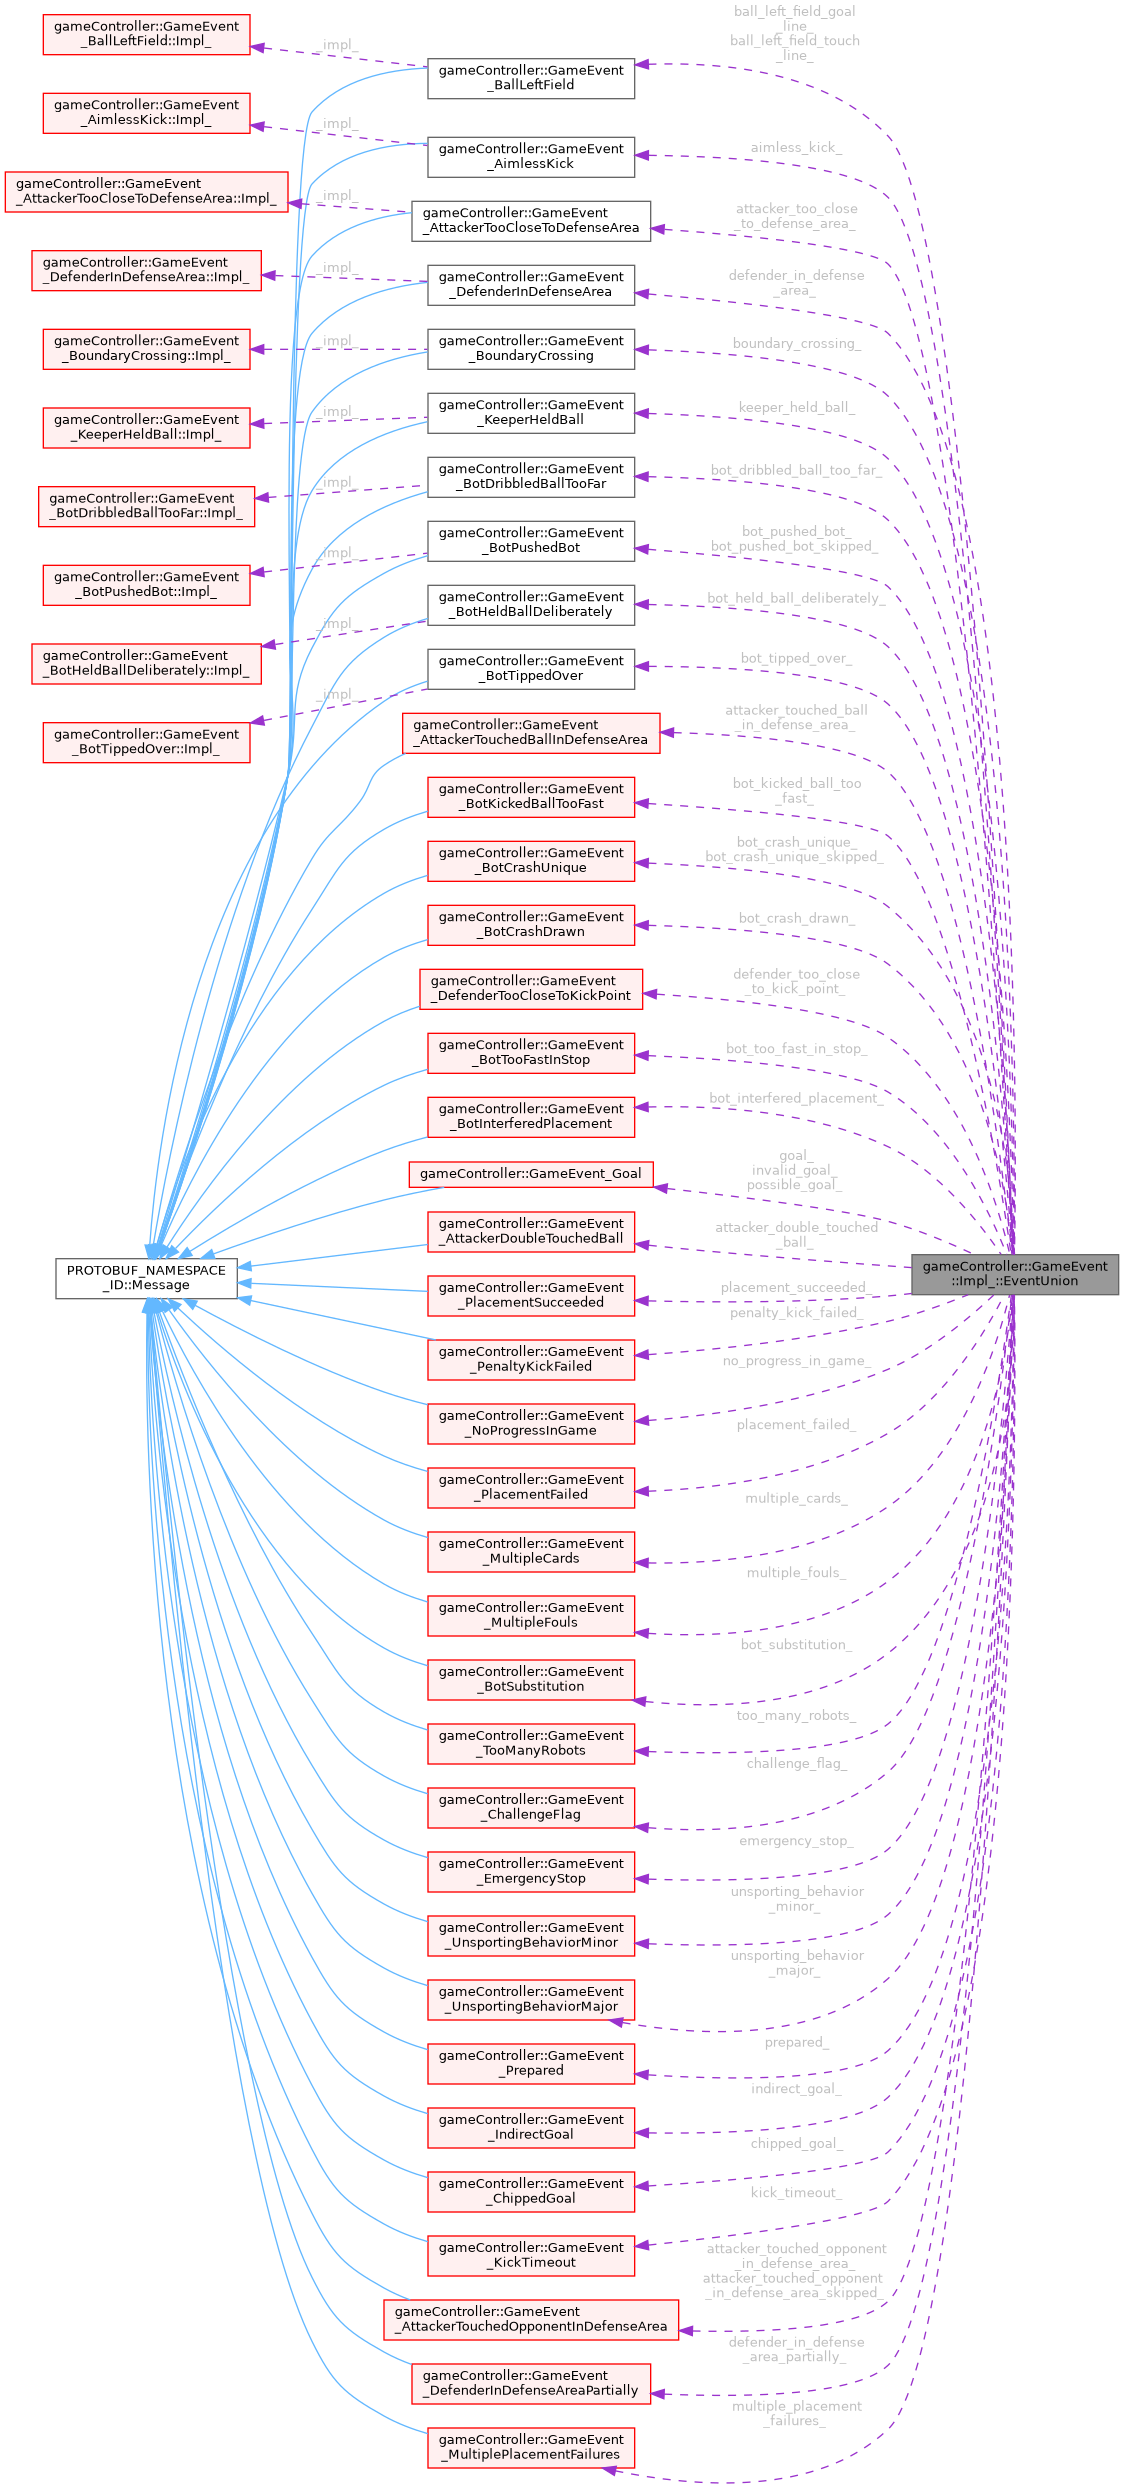 gameController::GameEvent
_BallLeftField::Impl_
gameController::GameEvent
_AimlessKick::Impl_
gameController::GameEvent
_AttackerTooCloseToDefenseArea::Impl_
gameController::GameEvent
_DefenderInDefenseArea::Impl_
gameController::GameEvent
_BoundaryCrossing::Impl_
gameController::GameEvent
_KeeperHeldBall::Impl_
gameController::GameEvent
_BotDribbledBallTooFar::Impl_
gameController::GameEvent
_BotPushedBot::Impl_
gameController::GameEvent
_BotHeldBallDeliberately::Impl_
gameController::GameEvent
_BotTippedOver::Impl_
PROTOBUF_NAMESPACE
_ID::Message
_impl_
_impl_
_impl_
_impl_
_impl_
_impl_
_impl_
_impl_
_impl_
_impl_
gameController::GameEvent
_BallLeftField
gameController::GameEvent
_AimlessKick
gameController::GameEvent
_AttackerTooCloseToDefenseArea
gameController::GameEvent
_DefenderInDefenseArea
gameController::GameEvent
_BoundaryCrossing
gameController::GameEvent
_KeeperHeldBall
gameController::GameEvent
_BotDribbledBallTooFar
gameController::GameEvent
_BotPushedBot
gameController::GameEvent
_BotHeldBallDeliberately
gameController::GameEvent
_BotTippedOver
gameController::GameEvent
_AttackerTouchedBallInDefenseArea
gameController::GameEvent
_BotKickedBallTooFast
gameController::GameEvent
_BotCrashUnique
gameController::GameEvent
_BotCrashDrawn
gameController::GameEvent
_DefenderTooCloseToKickPoint
gameController::GameEvent
_BotTooFastInStop
gameController::GameEvent
_BotInterferedPlacement
gameController::GameEvent_Goal
gameController::GameEvent
_AttackerDoubleTouchedBall
gameController::GameEvent
_PlacementSucceeded
gameController::GameEvent
_PenaltyKickFailed
gameController::GameEvent
_NoProgressInGame
gameController::GameEvent
_PlacementFailed
gameController::GameEvent
_MultipleCards
gameController::GameEvent
_MultipleFouls
gameController::GameEvent
_BotSubstitution
gameController::GameEvent
_TooManyRobots
gameController::GameEvent
_ChallengeFlag
gameController::GameEvent
_EmergencyStop
gameController::GameEvent
_UnsportingBehaviorMinor
gameController::GameEvent
_UnsportingBehaviorMajor
gameController::GameEvent
_Prepared
gameController::GameEvent
_IndirectGoal
gameController::GameEvent
_ChippedGoal
gameController::GameEvent
_KickTimeout
gameController::GameEvent
_AttackerTouchedOpponentInDefenseArea
gameController::GameEvent
_DefenderInDefenseAreaPartially
gameController::GameEvent
_MultiplePlacementFailures
ball_left_field_goal
_line_
ball_left_field_touch
_line_
aimless_kick_
attacker_too_close
_to_defense_area_
defender_in_defense
_area_
boundary_crossing_
keeper_held_ball_
bot_dribbled_ball_too_far_
bot_pushed_bot_
bot_pushed_bot_skipped_
bot_held_ball_deliberately_
bot_tipped_over_
attacker_touched_ball
_in_defense_area_
bot_kicked_ball_too
_fast_
bot_crash_unique_
bot_crash_unique_skipped_
bot_crash_drawn_
defender_too_close
_to_kick_point_
bot_too_fast_in_stop_
bot_interfered_placement_
goal_
invalid_goal_
possible_goal_
attacker_double_touched
_ball_
placement_succeeded_
penalty_kick_failed_
no_progress_in_game_
placement_failed_
multiple_cards_
multiple_fouls_
bot_substitution_
too_many_robots_
challenge_flag_
emergency_stop_
unsporting_behavior
_minor_
unsporting_behavior
_major_
prepared_
indirect_goal_
chipped_goal_
kick_timeout_
attacker_touched_opponent
_in_defense_area_
attacker_touched_opponent
_in_defense_area_skipped_
defender_in_defense
_area_partially_
multiple_placement
_failures_
gameController::GameEvent
::Impl_::EventUnion